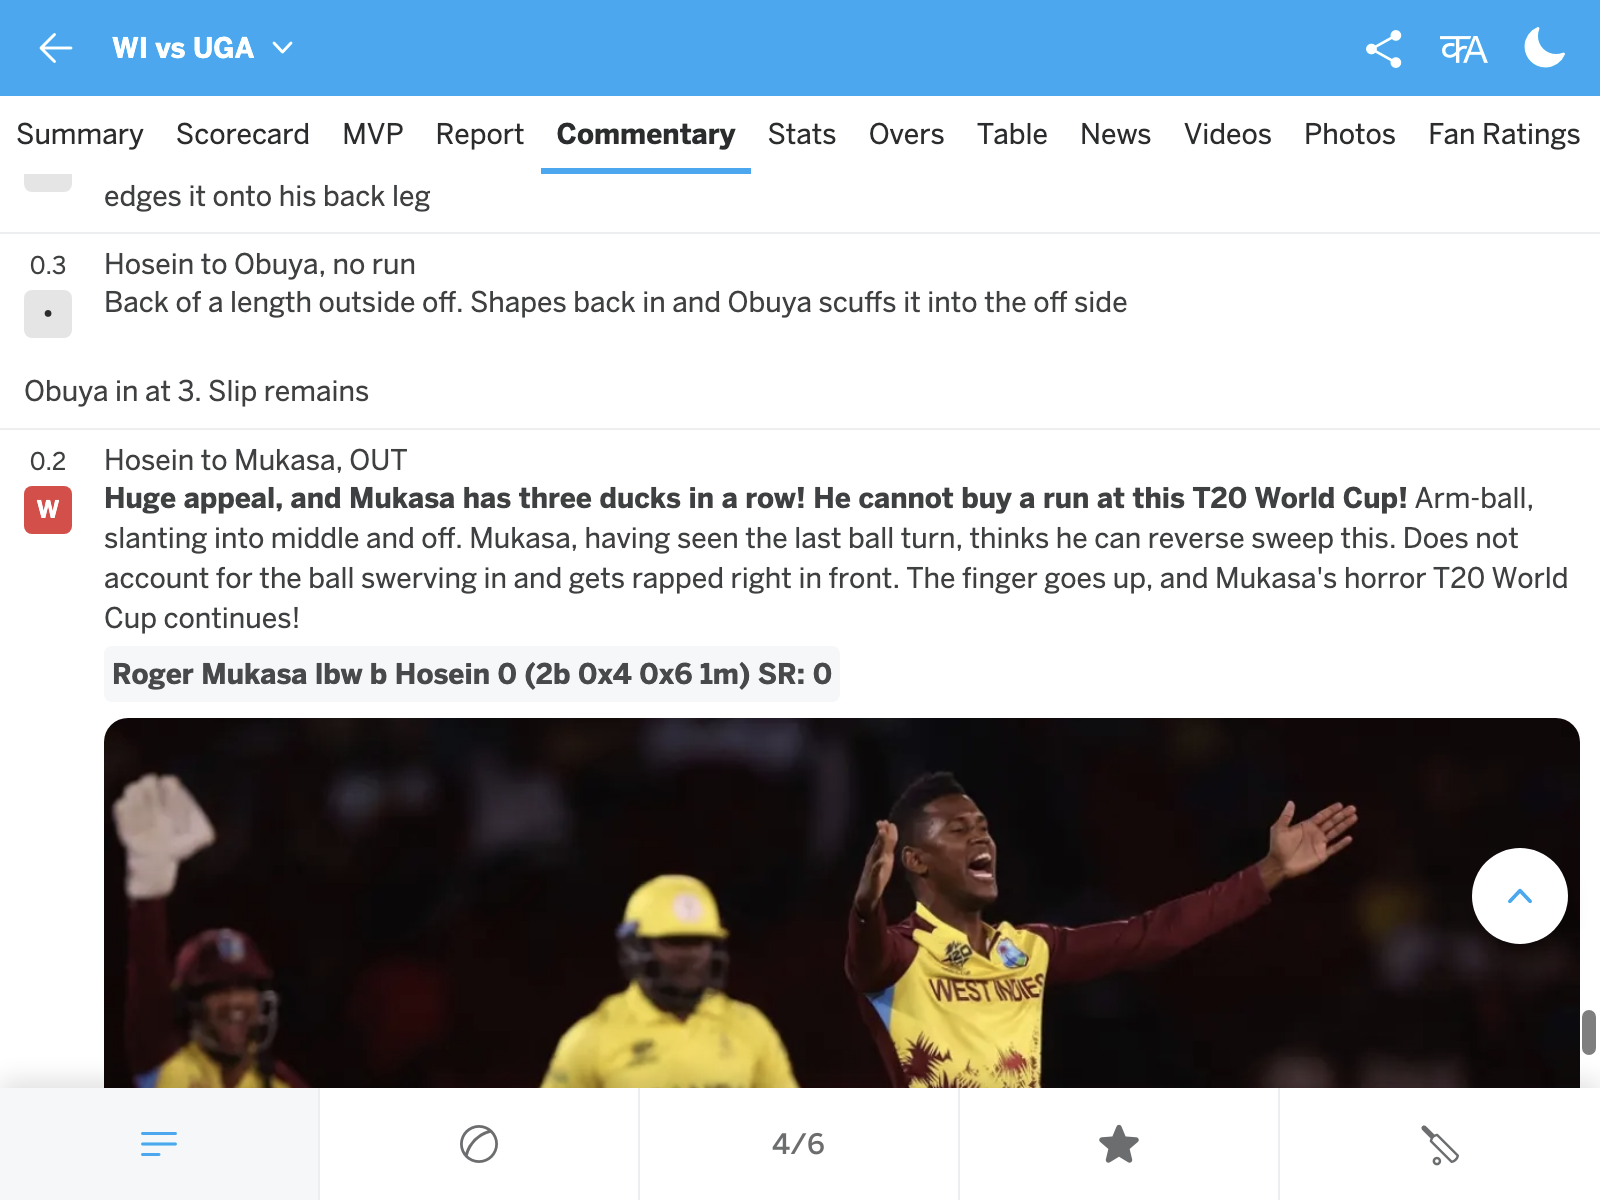 WI vs UGA
Summary Scorecard MVP Report Commentary Stats Overs Table News Videos Photos Fan Ratings
edges it onto his back leg
0.3 Hosein to Obuya, no run
Back of a length outside off. Shapes back in and Obuya scuffs it into the off side
Obuya in at 3. Slip remains
0.2 Hosein to Mukasa, OUT
W Huge appeal, and Mukasa has three ducks in a row! He cannot buy a run at this T20 World Cup! Arm-ball,
slanting into middle and off. Mukasa, having seen the last ball turn, thinks he can reverse sweep this. Does not
account for the ball swerving in and gets rapped right in front. The finger goes up, and Mukasa's horror T20 World
Cup continues!
Roger Mukasa lbw b Hosein 0 (2b 0x4 0x6 1m) SR: 0
WEST INDIES
4/6